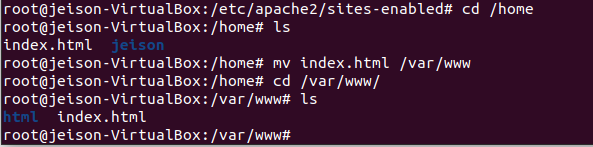 root@jeison-VirtualBox:/etc/apache2/sites-enabled# cd /home
root@jeison-VirtualBox:/home# ls
index.html  jeison
root@jeison-VirtualBox:/home# mv index.html /var/www
root@jeison-VirtualBox:/home# cd /var/www/
root@jeison-VirtualBox:/var/www# ls
html  index.html
root@jeison-VirtualBox:/var/www#